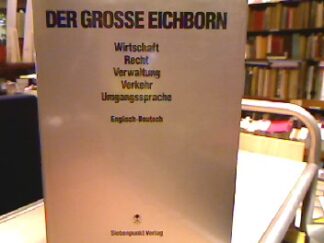 DER GROSSE EICHBORN
Wirtschaft
Recht
Verwaltung
Verkehr
Umgangssprache
Englisch-Deutsch
Siebenpunkt Verlag